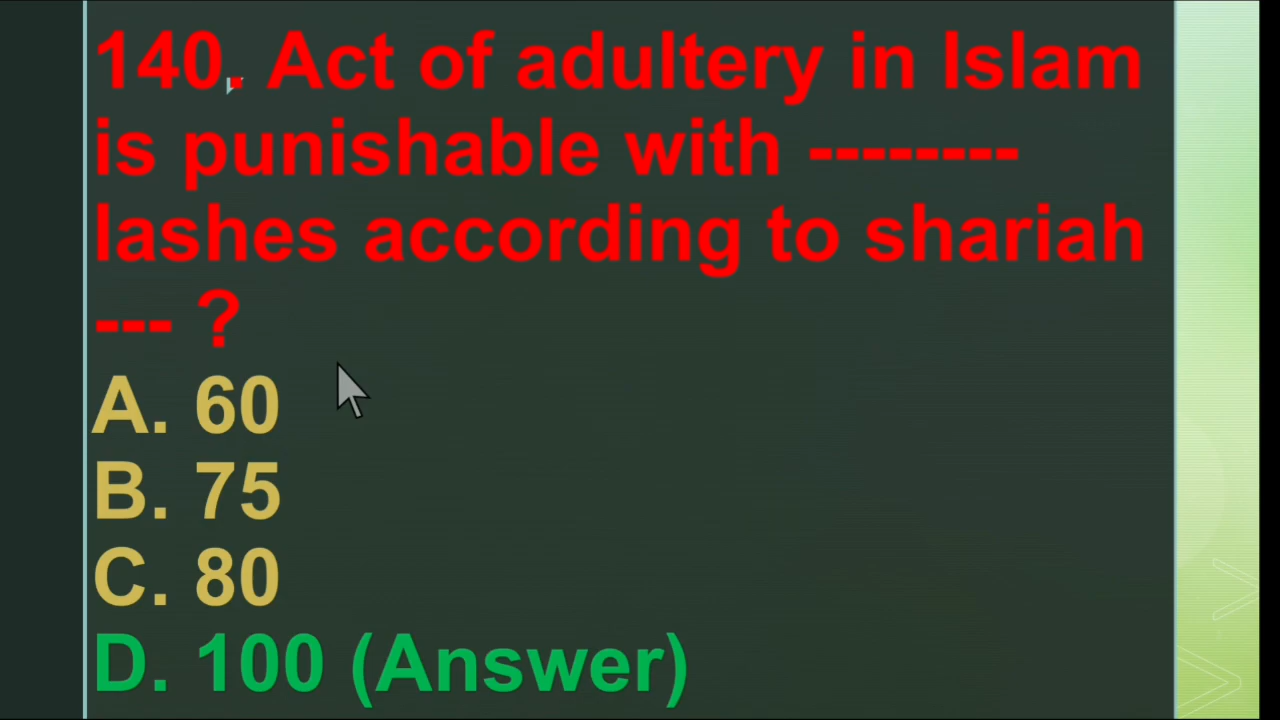 140. Act of adultery in Islam
is punishable with --------
lashes according to shariah
--- ?
A. 60
B. 75
C. 80
D. 100 (Answer)